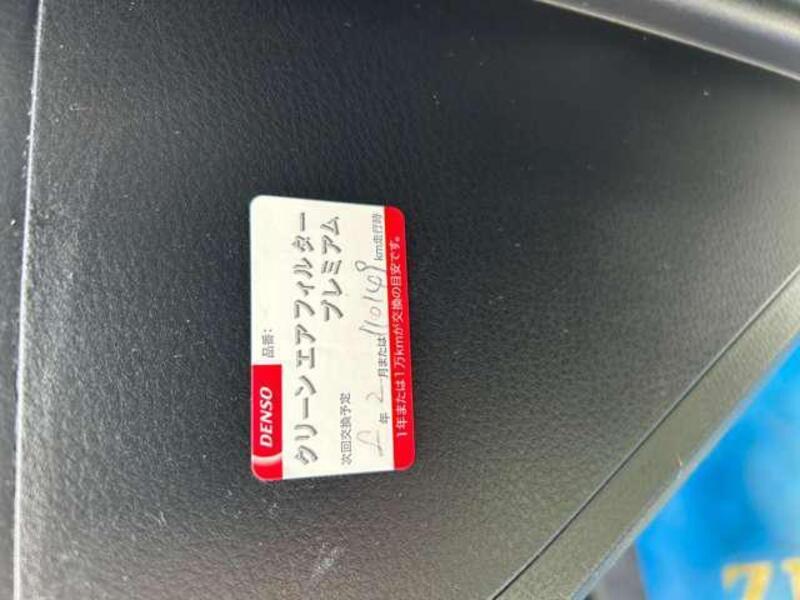 DENSO 品番:
クリーンエアフィルター
プレミアム
次回交換予定
年 2 月または 110149 km走行時
1年または1万kmが交換の目安です。